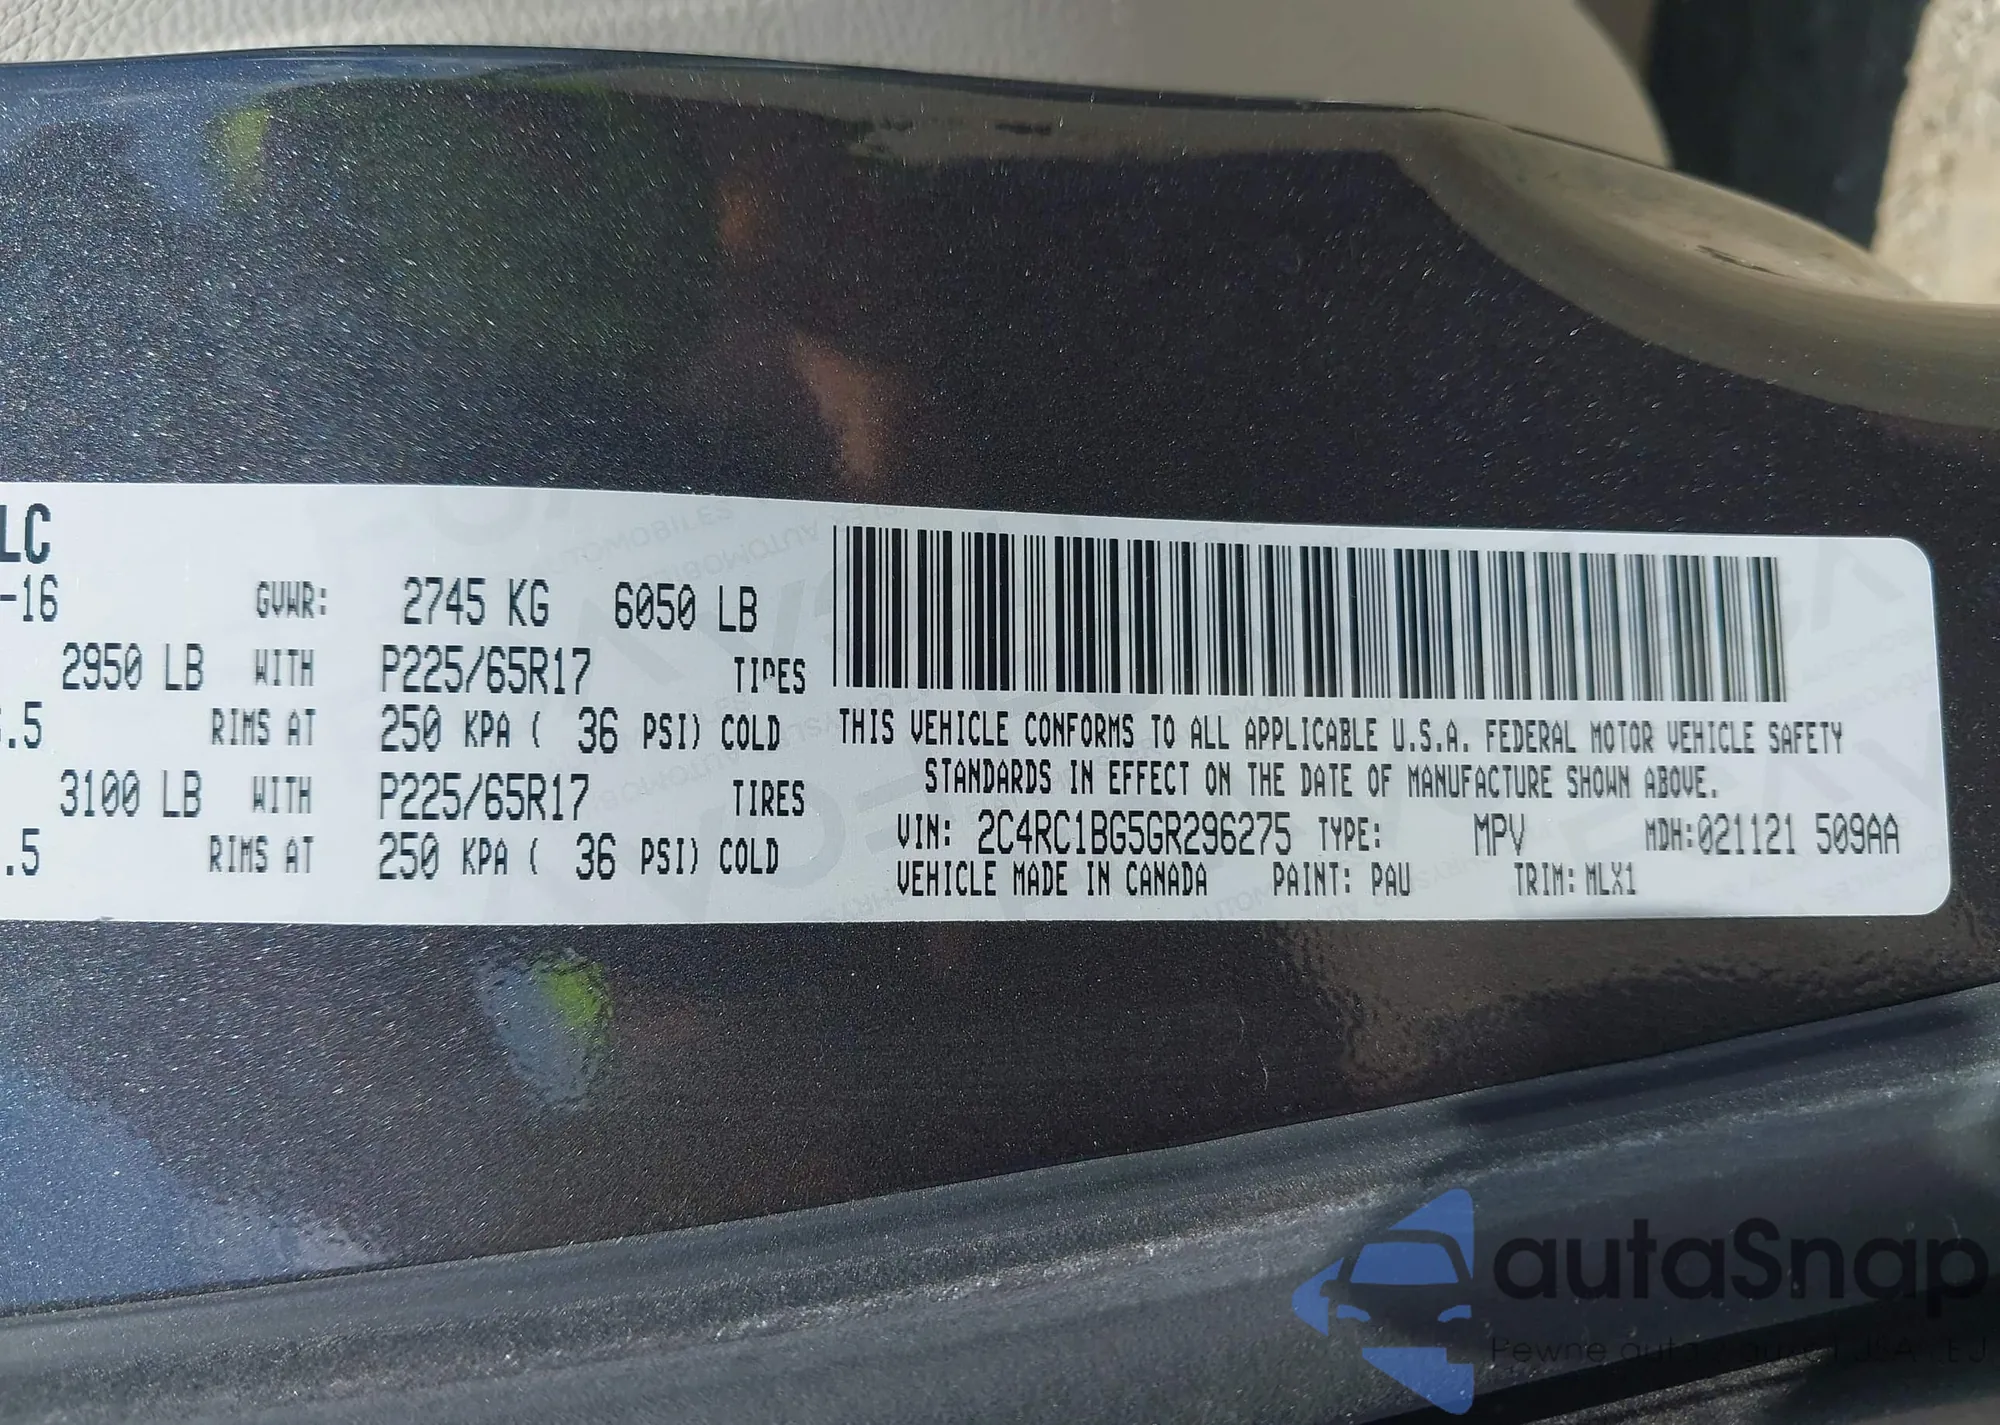 LC
-16 GVWR: 2745 KG 6050 LB
2950 LB WITH P225/65R17 TIRES
.5 RIMS AT 250 KPA ( 36 PSI) COLD
3100 LB WITH P225/65R17 TIRES
.5 RIMS AT 250 KPA ( 36 PSI) COLD
THIS VEHICLE CONFORMS TO ALL APPLICABLE U.S.A. FEDERAL MOTOR VEHICLE SAFETY
STANDARDS IN EFFECT ON THE DATE OF MANUFACTURE SHOWN ABOVE.
VIN: 2C4RC1BG5GR296275 TYPE: MPV MDH:021121 509AA
VEHICLE MADE IN CANADA PAINT: PAU TRIM: MLX1
autaSnap
Pewne auta z